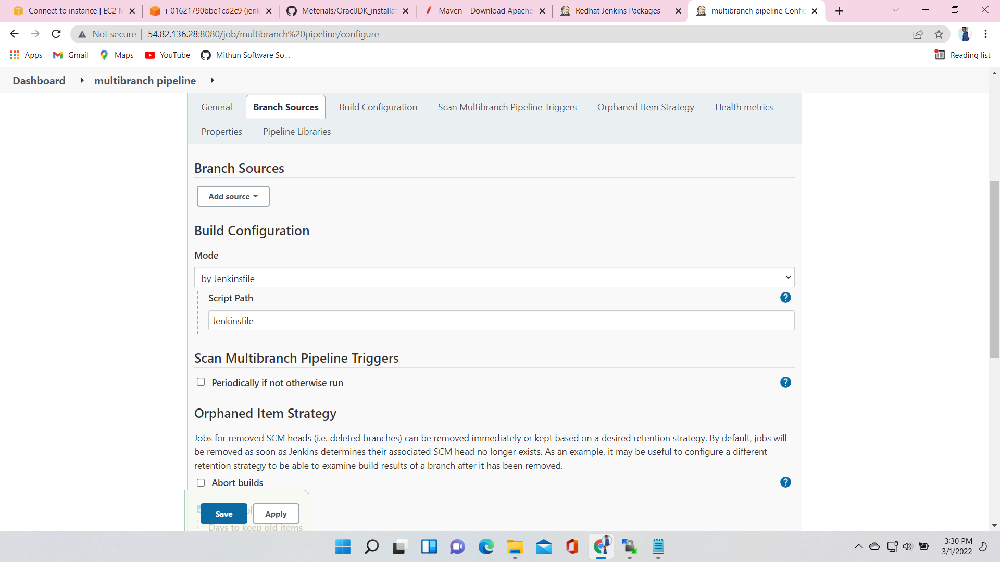 Connect to instance | EC2 M
i-01621790bbe1cd2c9 (jenk
Meterials/OraclJDK_installat
Maven – Download Apache
Redhat Jenkins Packages
multibranch pipeline Config
Not secure
54.82.136.28:8080/job/multibranch%20pipeline/configure
Apps
Gmail
Maps
YouTube
Mithun Software So...
Reading list
Dashboard
multibranch pipeline
General
Branch Sources
Build Configuration
Scan Multibranch Pipeline Triggers
Orphaned Item Strategy
Health metrics
Properties
Pipeline Libraries
Branch Sources
Add source
Build Configuration
Mode
by Jenkinsfile
Script Path
?
Jenkinsfile
Scan Multibranch Pipeline Triggers
Periodically if not otherwise run
?
Orphaned Item Strategy
Jobs for removed SCM heads (i.e. deleted branches) can be removed immediately or kept based on a desired retention strategy. By default, jobs will
be removed as soon as Jenkins determines their associated SCM head no longer exists. As an example, it may be useful to configure a different
retention strategy to be able to examine build results of a branch after it has been removed.
Abort builds
?
Save
Apply
Days to keep old items
3:30 PM
3/1/2022